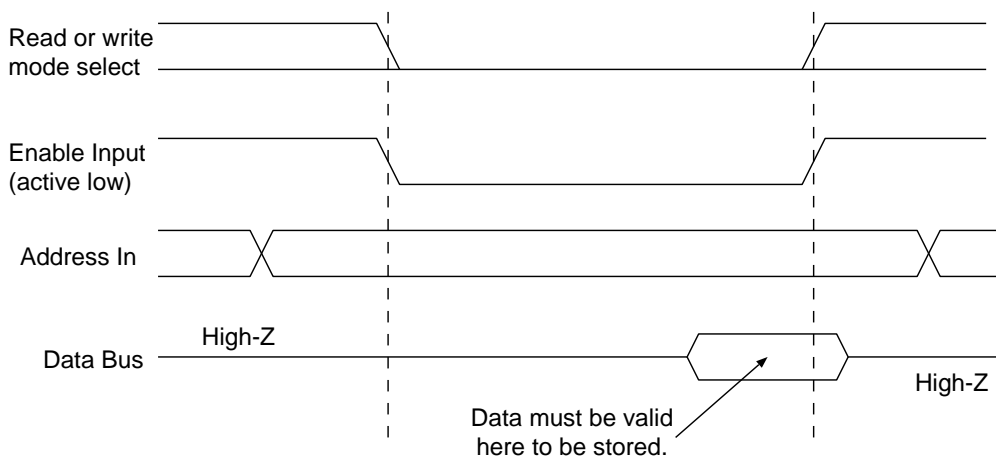 Read or write
mode select
Enable Input
(active low)
Address In
High-Z
Data Bus
High-Z
Data must be valid
here to be stored.